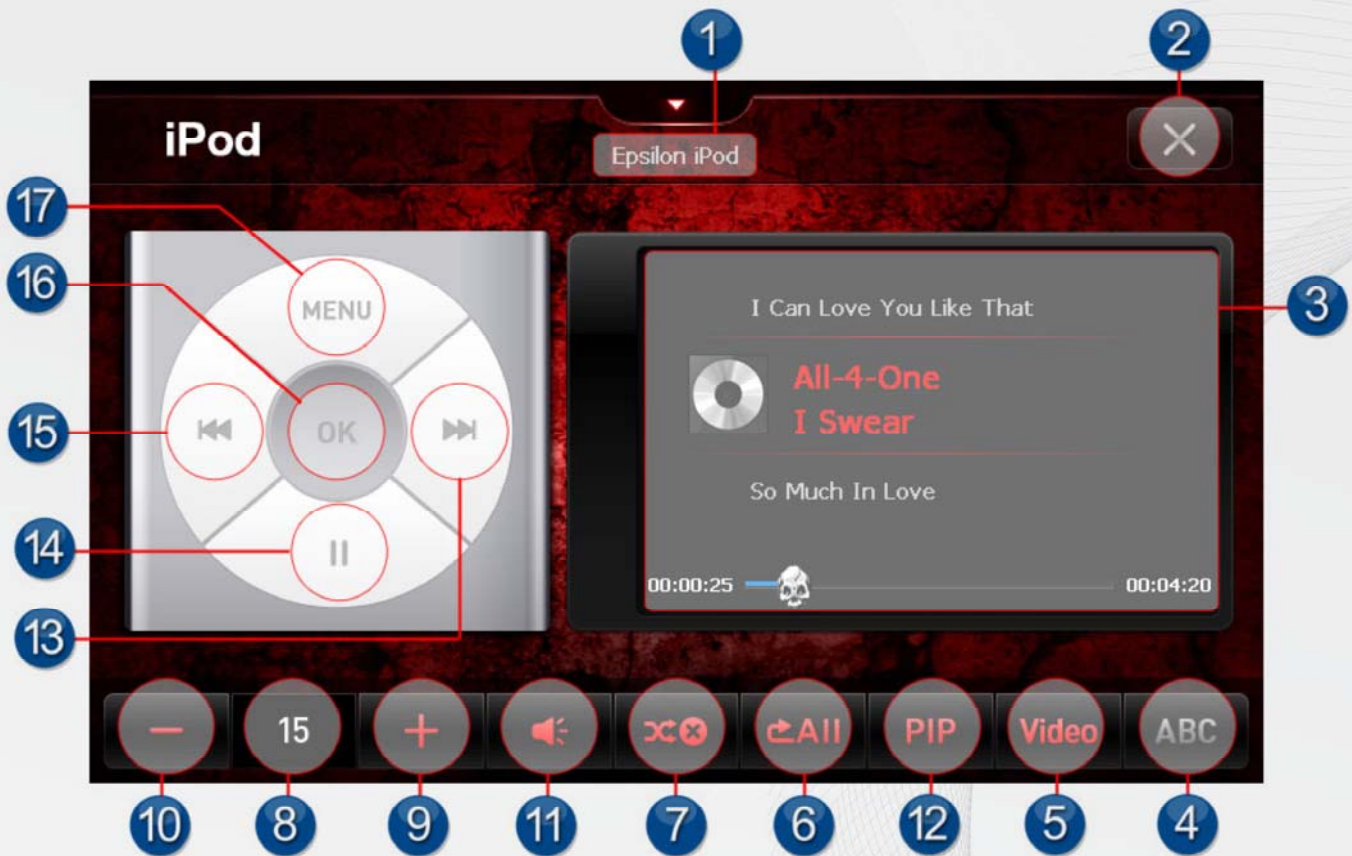 1
2
iPod
Epsilon iPod
17
16
MENU
I Can Love You Like That
3
All-4-One
15
OK
I Swear
So Much In Love
14
00:00:25
00:04:20
13
15
All
PIP
Video
ABC
10
8
9
11
7
6
12
5
4